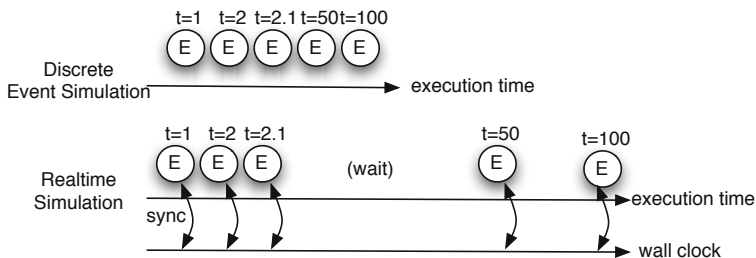 t=1 t=2 t=2.1 t=50 t=100
E E E E E
Discrete
Event Simulation
execution time
t=1 t=2 t=2.1 (wait) t=50 t=100
E E E E E
Realtime
Simulation
execution time
sync
wall clock